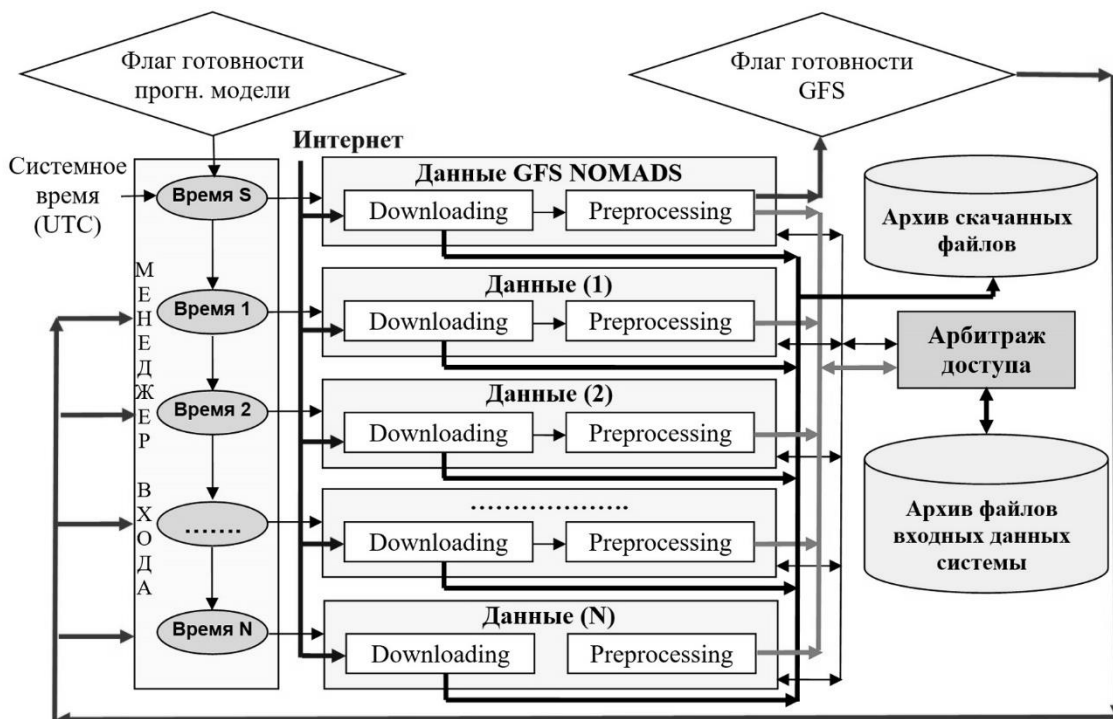 Флаг готовности
прогн. модели
Флаг готовности
GFS
Интернет
Системное
время
(UTC)
МЕНЕДЖЕР
ВХОДА
Время S
Время 1
Время 2
.......
Время N
Данные GFS NOMADS
Downloading
Preprocessing
Данные (1)
Downloading
Preprocessing
Данные (2)
Downloading
Preprocessing
...................
Downloading
Preprocessing
Данные (N)
Downloading
Preprocessing
Архив скачанных
файлов
Арбитраж
доступа
Архив файлов
входных данных
системы